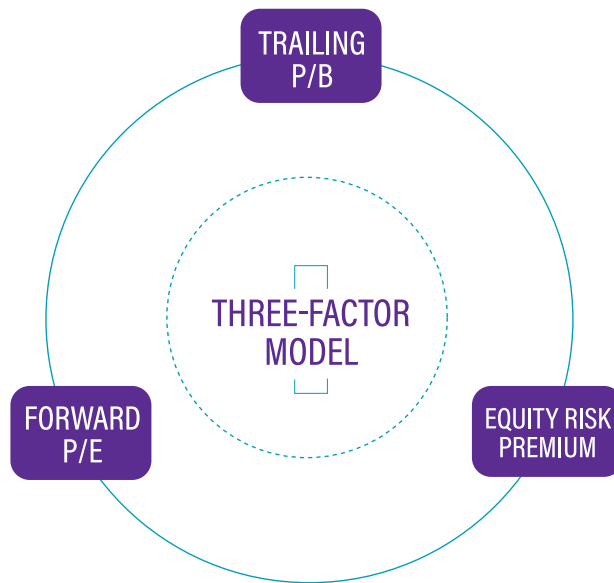 TRAILING
P/B
THREE-FACTOR
MODEL
FORWARD
P/E
EQUITY RISK
PREMIUM